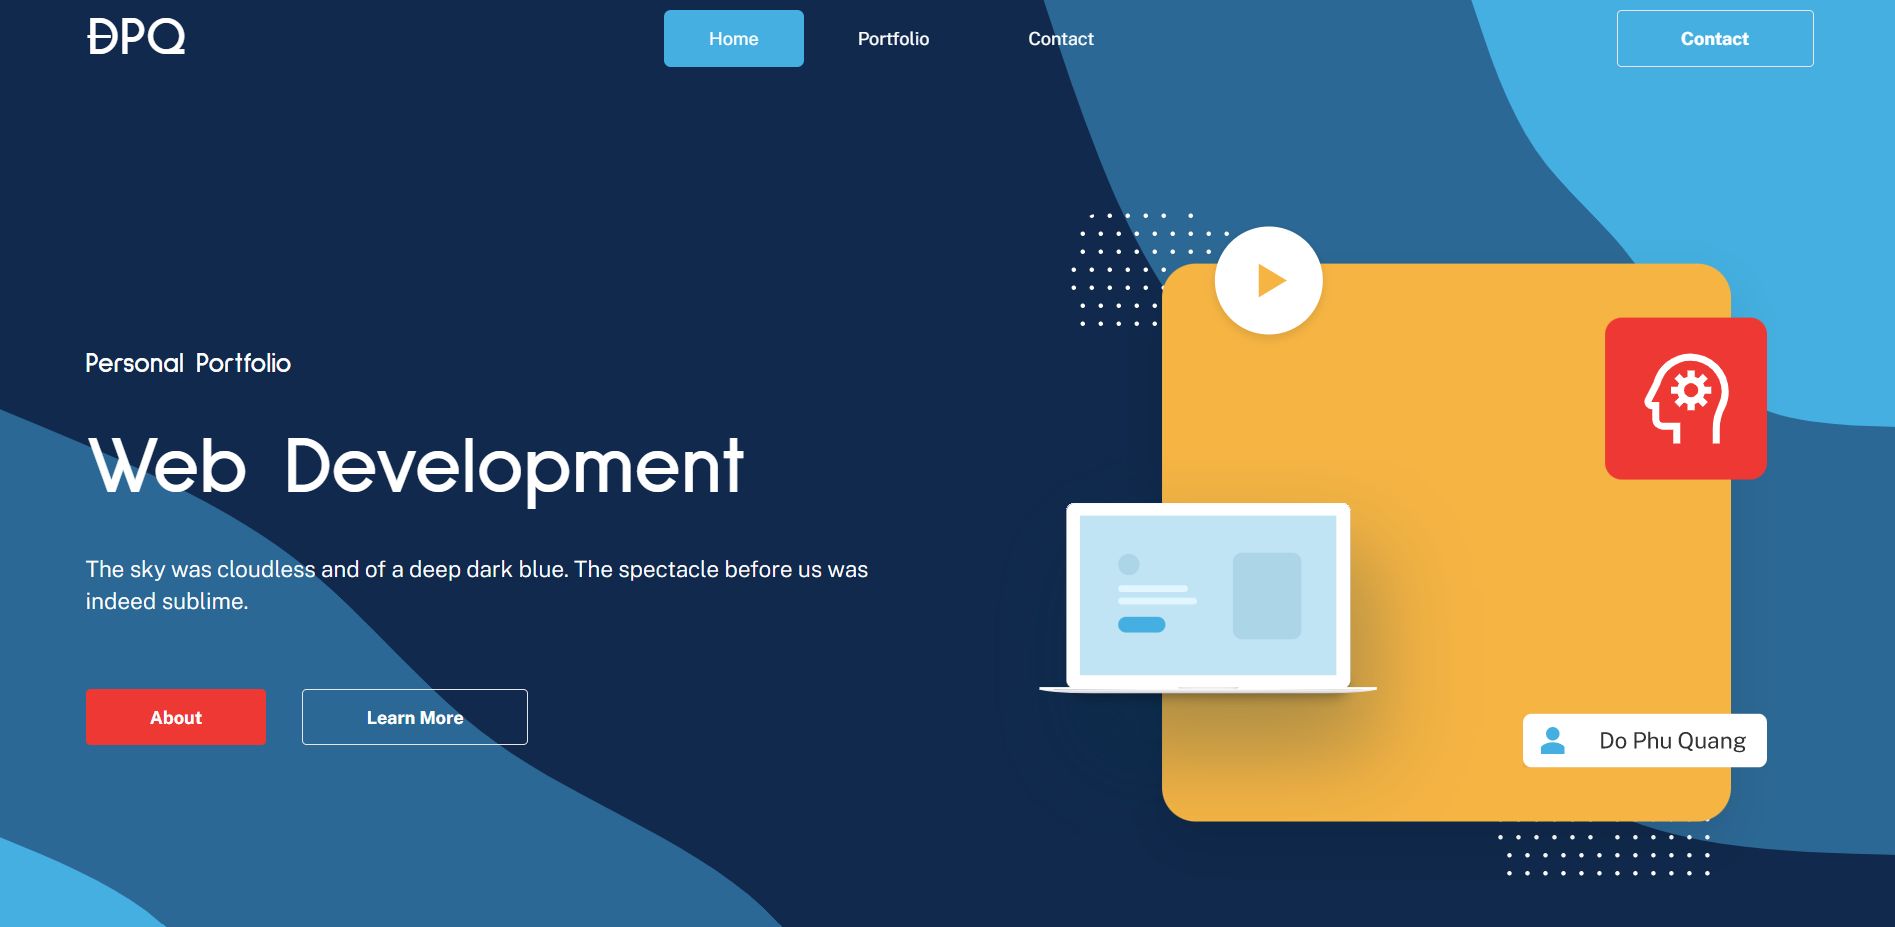 ĐPQ
Home
Portfolio
Contact
Contact
Personal Portfolio
Web Development
The sky was cloudless and of a deep dark blue. The spectacle before us was
indeed sublime.
About
Learn More
Do Phu Quang